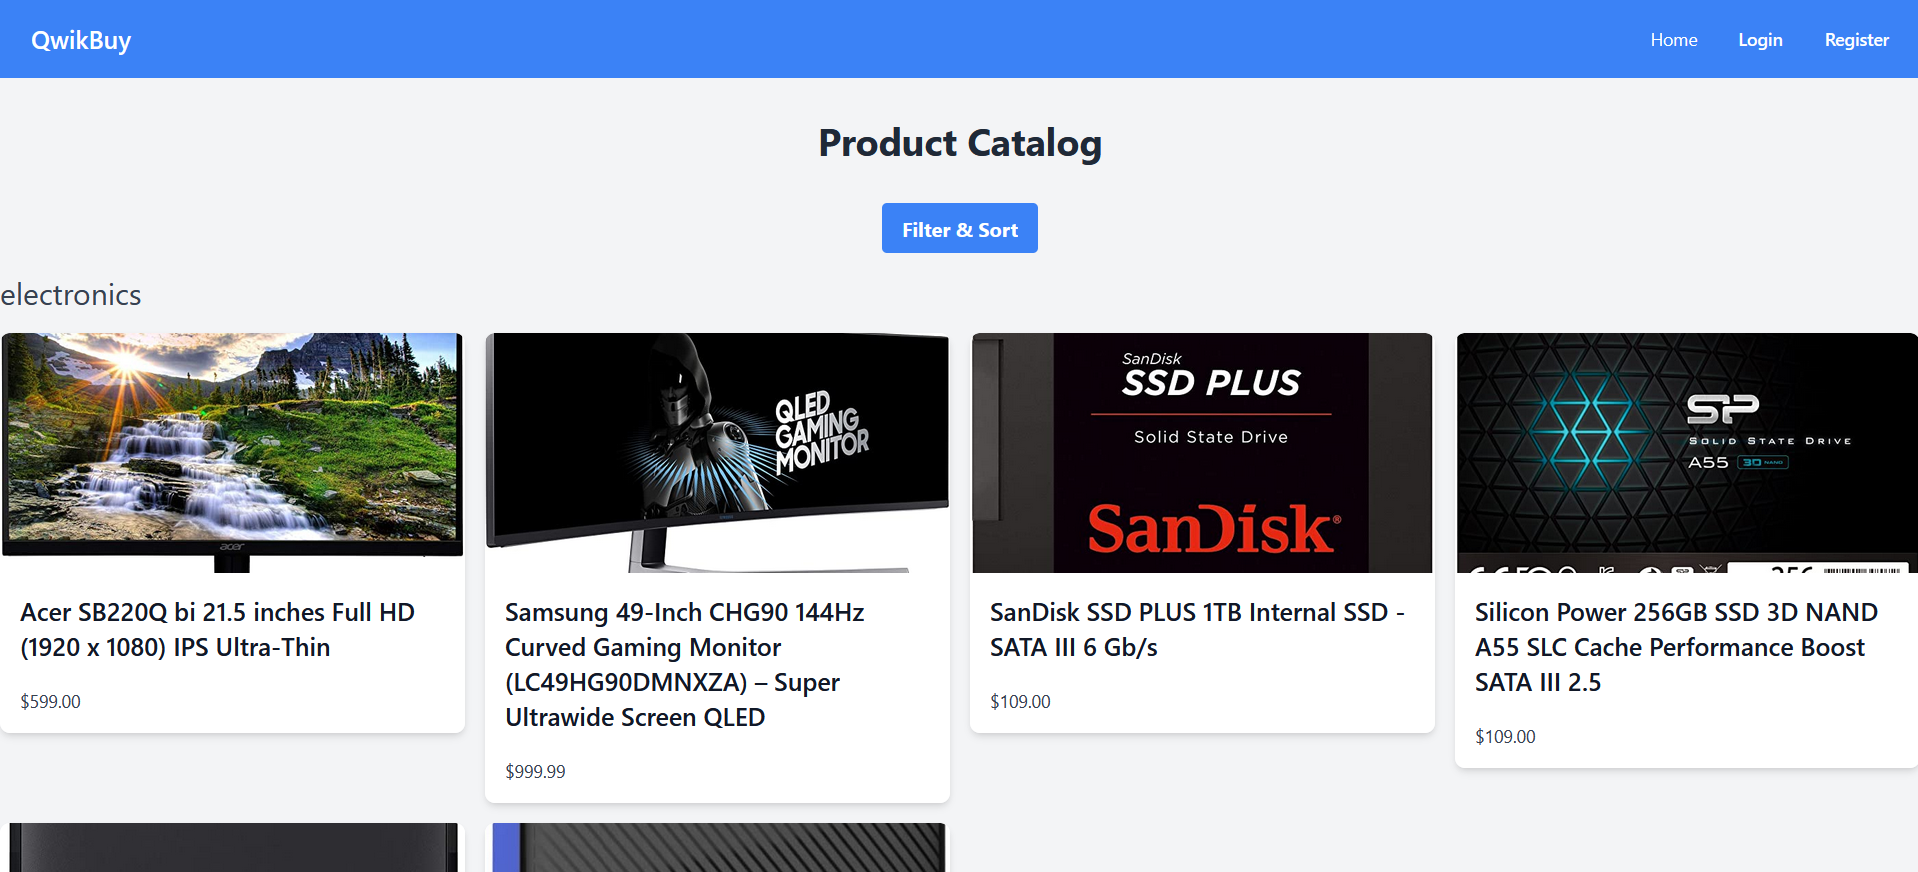 QwikBuy
Home Login Register
Product Catalog
Filter & Sort
electronics
acer
QLED
GAMING
MONITOR
SanDisk
SSD PLUS
Solid State Drive
SanDisk®
SP
SOLID STATE DRIVE
A55 3D NAND
256
Acer SB220Q bi 21.5 inches Full HD
(1920 x 1080) IPS Ultra-Thin
$599.00
Samsung 49-Inch CHG90 144Hz
Curved Gaming Monitor
(LC49HG90DMNXZA) – Super
Ultrawide Screen QLED
$999.99
SanDisk SSD PLUS 1TB Internal SSD -
SATA III 6 Gb/s
$109.00
Silicon Power 256GB SSD 3D NAND
A55 SLC Cache Performance Boost
SATA III 2.5
$109.00